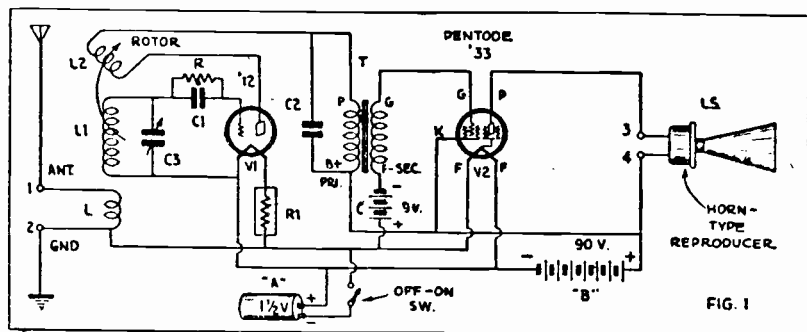 PENTODE
'33
ROTOR
L2
R
'12
T
C1
C2
P
G
G
P
LS.
L1
C3
V1
K
3
4
B+
PRI.
F-SEC.
F
V2
F
ANT.
1
L
R1
C
9V.
-
+
HORN-
TYPE
REPRODUCER
2
GND
90 V.
-
+
"B"
"A"
1½V
+
-
OFF-ON
SW.
FIG. 1